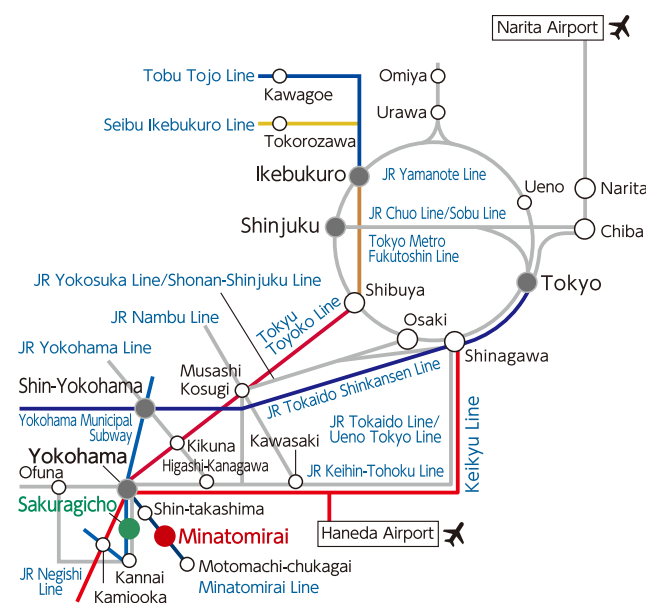 Narita Airport
Tobu Tojo Line
Omiya
Kawagoe
Urawa
Seibu Ikebukuro Line
Tokorozawa
Ikebukuro
JR Yamanote Line
Ueno
Narita
Shinjuku
JR Chuo Line/Sobu Line
Chiba
Tokyo Metro
Fukutoshin Line
JR Yokosuka Line/Shonan-Shinjuku Line
Shibuya
Tokyo
JR Nambu Line
Tokyu
Toyoko Line
Osaki
JR Yokohama Line
Shinagawa
Musashi
Kosugi
Shin-Yokohama
JR Tokaido Shinkansen Line
Yokohama Municipal
Subway
JR Tokaido Line/
Ueno Tokyo Line
Keikyu Line
Kikuna
Kawasaki
Yokohama
Higashi-Kanagawa
Ofuna
JR Keihin-Tohoku Line
Sakuragicho
Shin-takashima
Minatomirai
Haneda Airport
Motomachi-chukagai
JR Negishi
Line
Kannai
Minatomirai Line
Kamiooka